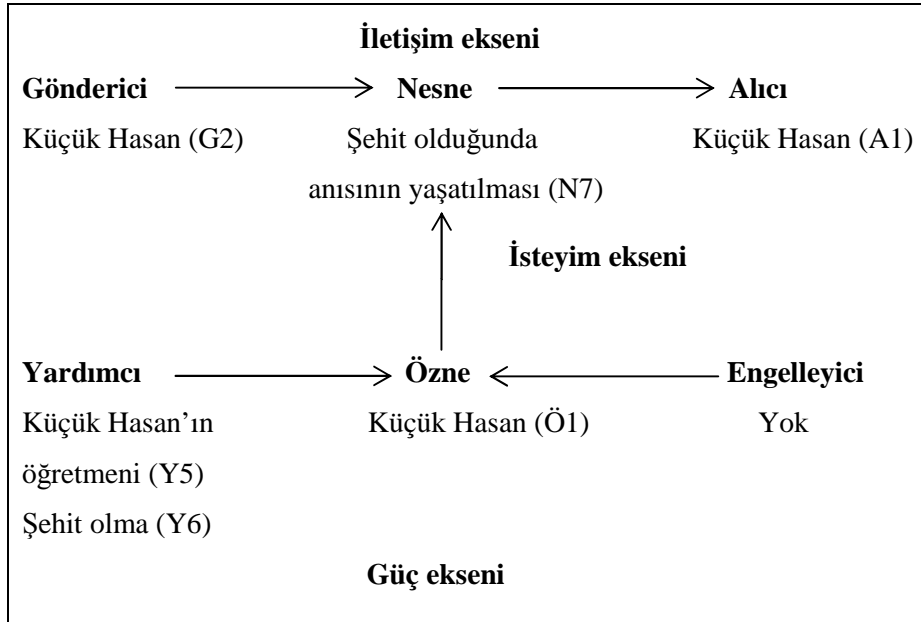 İletişim ekseni
Gönderici Nesne Alıcı
Küçük Hasan (G2) Şehit olduğunda Küçük Hasan (A1)
anısının yaşatılması (N7)
İsteyim ekseni
Yardımcı Özne Engelleyici
Küçük Hasan’ın Küçük Hasan (Ö1) Yok
öğretmeni (Y5)
Şehit olma (Y6)
Güç ekseni